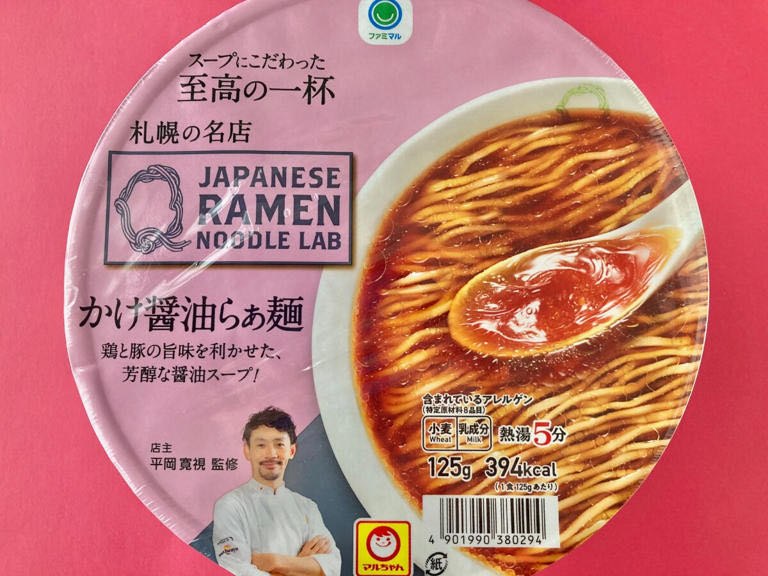 ファミマル
スープにこだわった
至高の一杯
札幌の名店
JAPANESE
RAMEN
NOODLE LAB
Q
かけ醤油らぁ麺
鶏と豚の旨味を利かせた、
芳醇な醤油スープ!
店主
平岡 寛視 監修
含まれているアレルゲン
(特定原材料8品目)
小麦 乳成分 熱湯5分
Wheat Milk
125g 394kcal
(1食125gあたり)
4 901990 380294
マルちゃん
紙